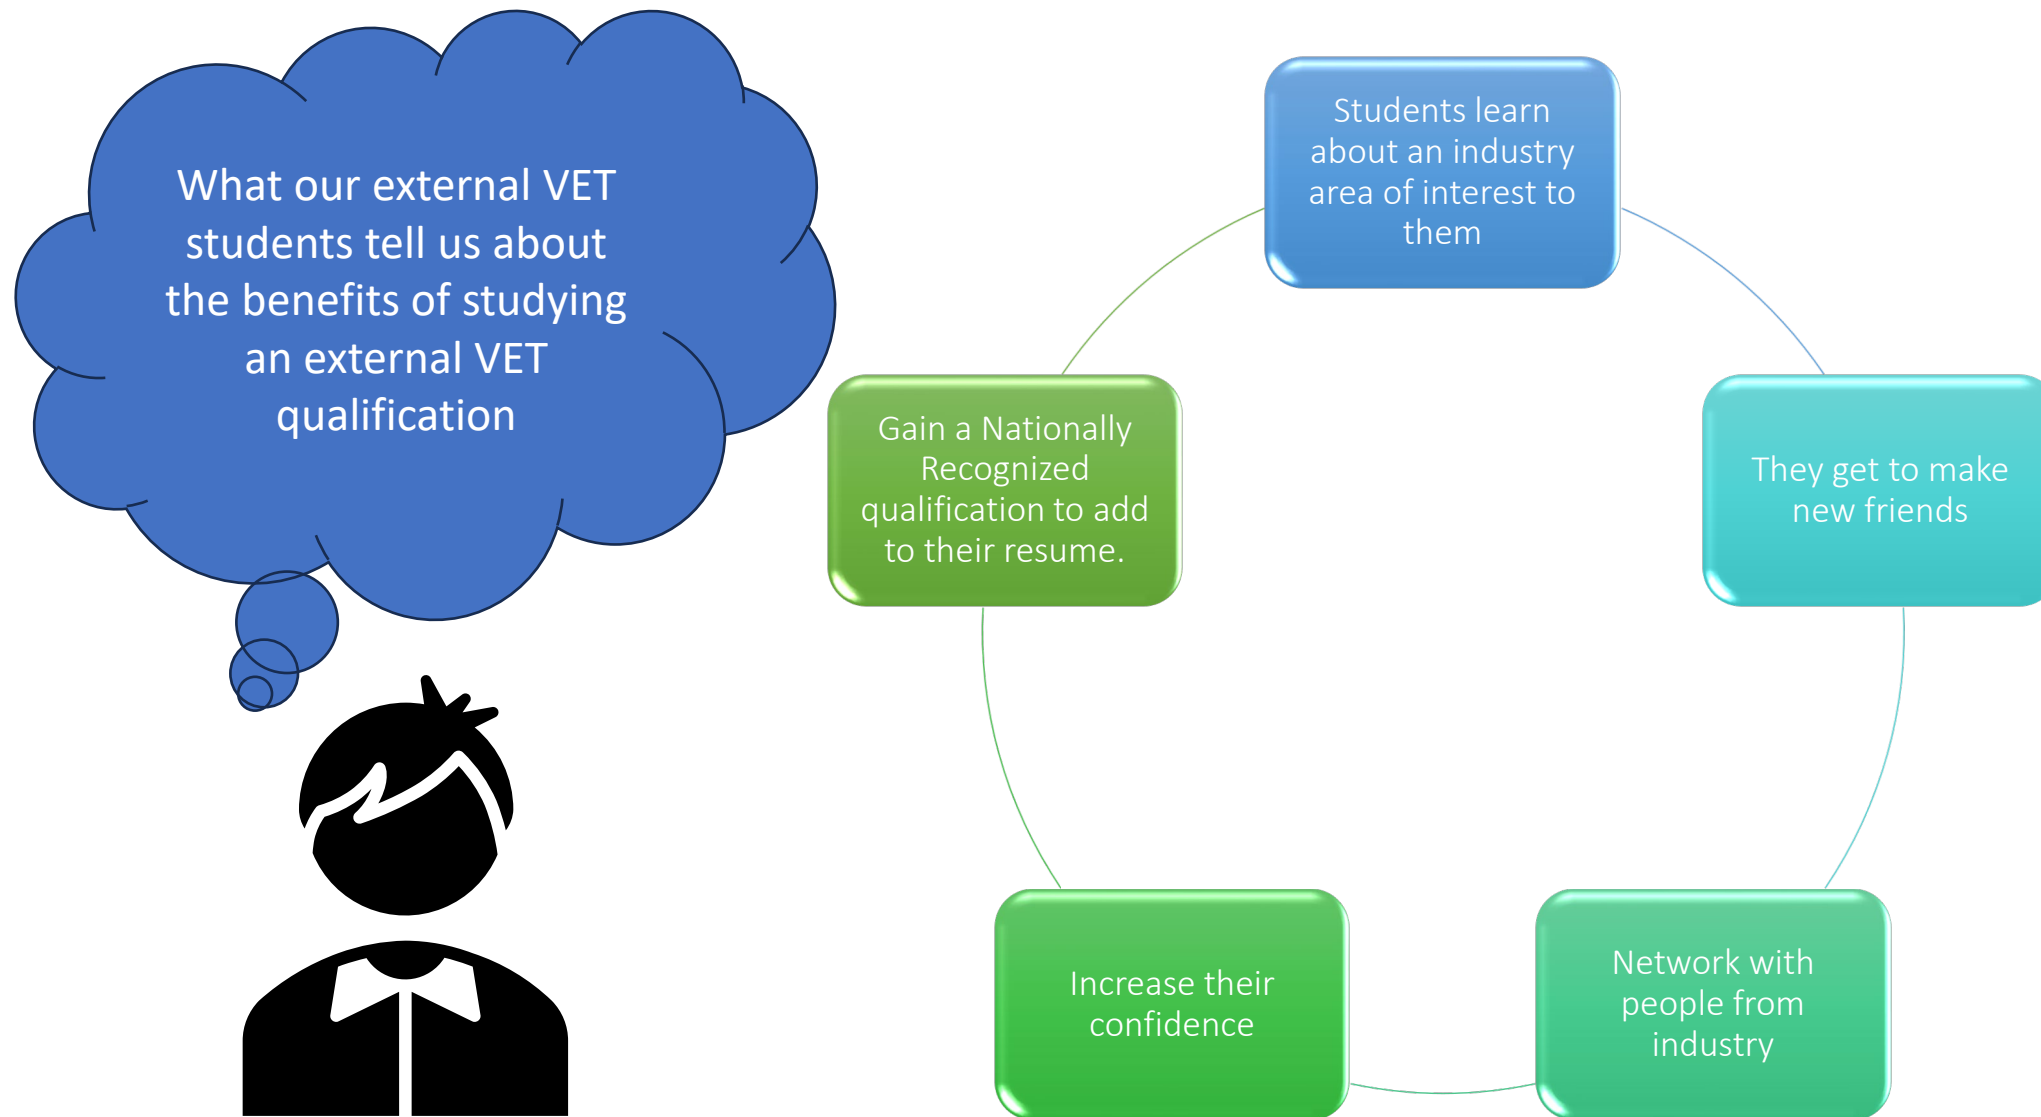 What our external VET
students tell us about
the benefits of studying
an external VET
qualification
Students learn
about an industry
area of interest to
them
They get to make
new friends
Network with
people from
industry
Increase their
confidence
Gain a Nationally
Recognized
qualification to add
to their resume.